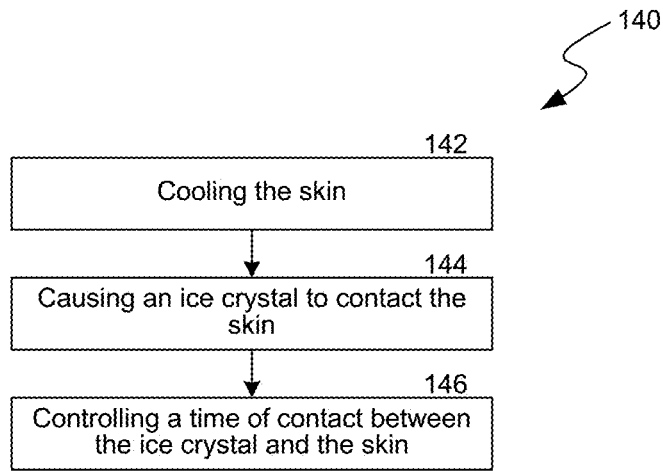 140
142
Cooling the skin
144
Causing an ice crystal to contact the
skin
146
Controlling a time of contact between
the ice crystal and the skin